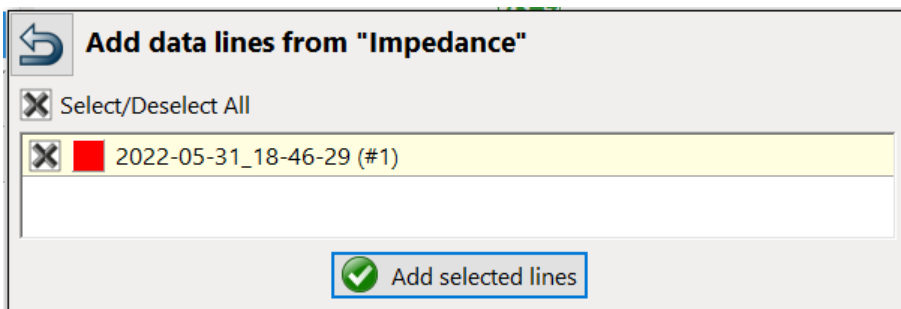 Add data lines from "Impedance"
Select/Deselect All
2022-05-31_18-46-29 (#1)
Add selected lines